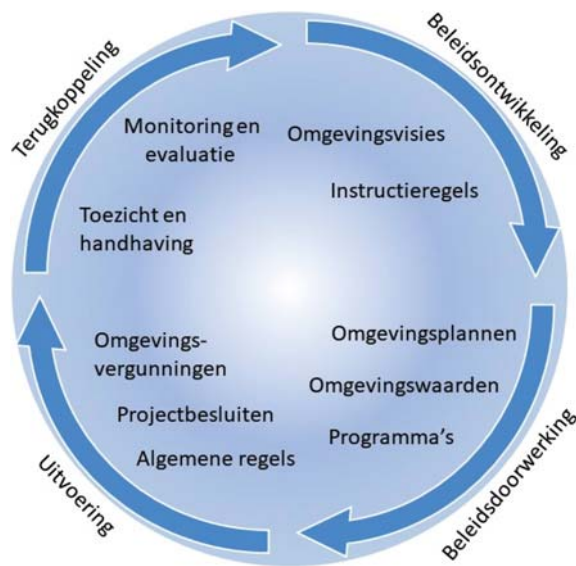 Beleidsontwikkeling
Omgevingsvisies
Instructieregels
Beleidsdoorwerking
Omgevingsplannen
Omgevingswaarden
Programma's
Uitvoering
Omgevings-
vergunningen
Projectbesluiten
Algemene regels
Terugkoppeling
Monitoring en
evaluatie
Toezicht en
handhaving